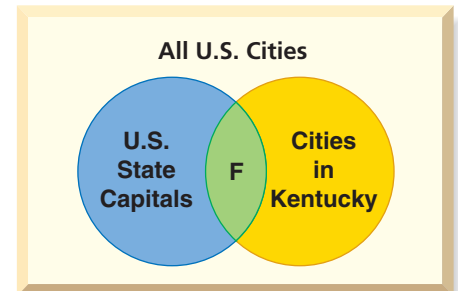 All U.S. Cities
U.S.
State
Capitals
F
Cities
in
Kentucky